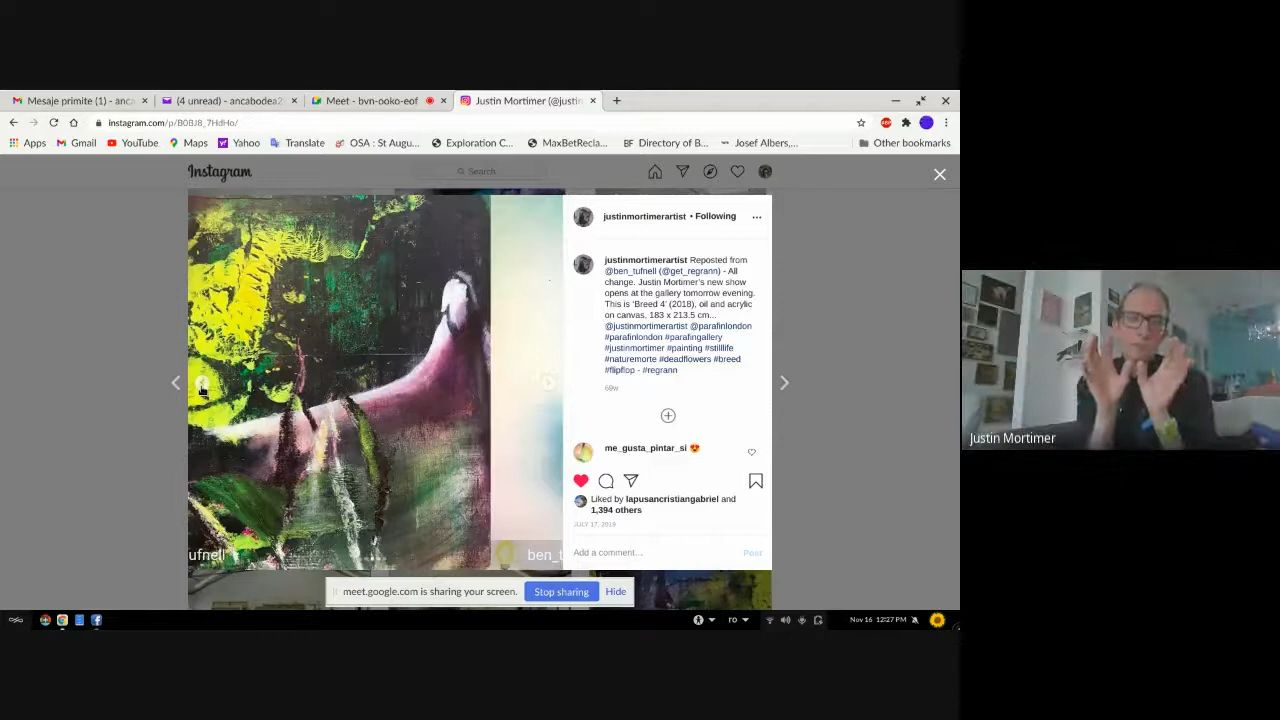 Mesaje primite (1) - anca
(4 unread) - ancabodea2
Meet - bvn-ooko-eof
Justin Mortimer (@justin
instagram.com/p/B0BJ8_7HdHo/
Apps
Gmail
YouTube
Maps
Yahoo
Translate
OSA : St Augu...
Exploration C...
MaxBetRecla...
BF Directory of B...
Josef Albers,...
Other bookmarks
Instagram
Search
justinmortimerartist • Following
justinmortimerartist Reposted from
@ben_tufnell (@get_regrann) - All
change. Justin Mortimer's new show
opens at the gallery tomorrow evening.
This is 'Breed 4' (2018), oil and acrylic
on canvas, 183 x 213.5 cm...
@justinmortimerartist @parafinlondon
#parafinlondon #parafingallery
#justinmortimer #painting #stilllife
#naturemorte #deadflowers #breed
#flipflop - #regrann
69w
me_gusta_pintar_si 😍
Liked by lapusancristiangabriel and
1,394 others
JULY 17, 2019
Add a comment...
Post
ufnell
ben_t
meet.google.com is sharing your screen.
Stop sharing
Hide
ro
Nov 16 12:27 PM
Justin Mortimer